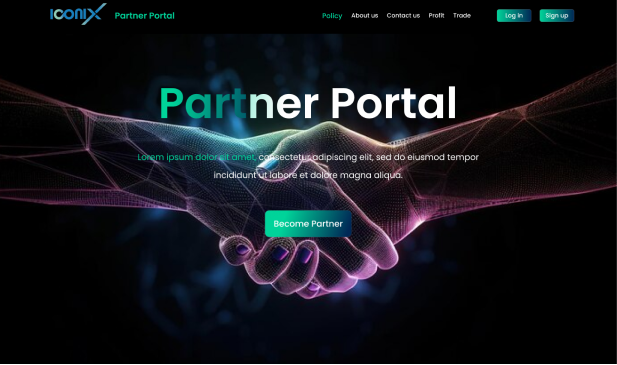 ICONIX
Partner Portal
Policy About us Contact us Profit Trade
Log in Sign up
Partner Portal
Lorem ipsum dolor sit amet, consectetur adipiscing elit, sed do eiusmod tempor
incididunt ut labore et dolore magna aliqua.
Become Partner